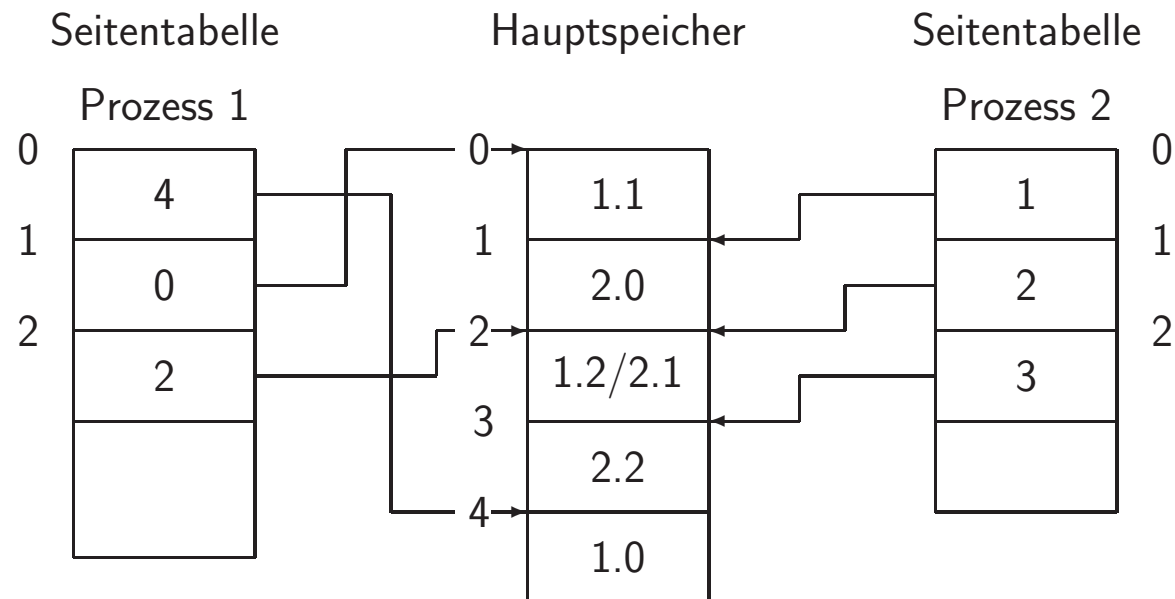 Seitentabelle Hauptspeicher Seitentabelle
Prozess 1 Prozess 2
0 0 0
4 1.1 1
1 1 1
0 2.0 2
2 2 2
2 1.2/2.1 3
3
2.2
4
1.0